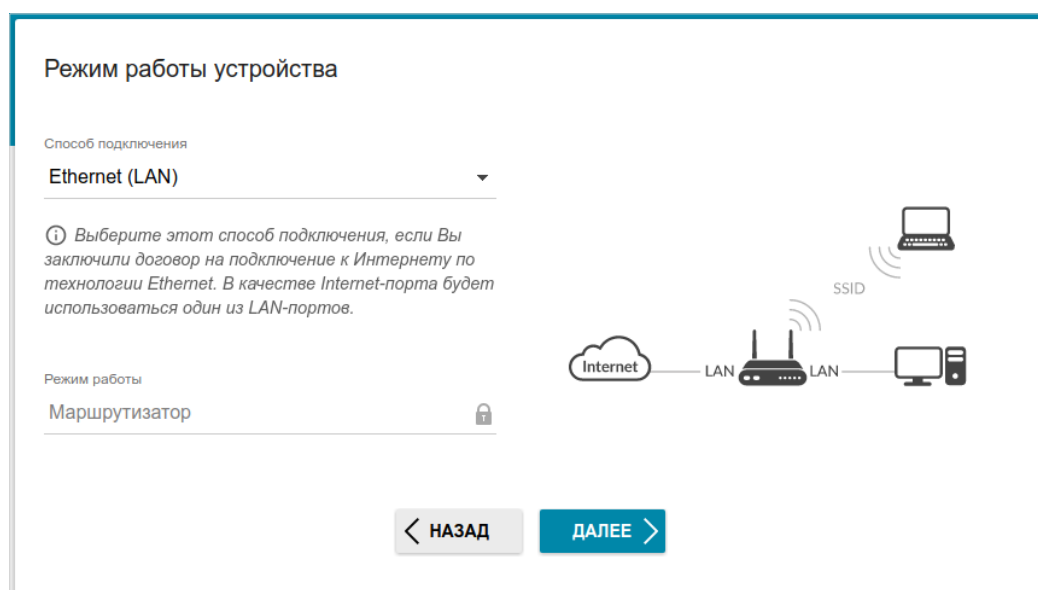 Режим работы устройства
Способ подключения
Ethernet (LAN)
Выберите этот способ подключения, если Вы
заключили договор на подключение к Интернету по
технологии Ethernet. В качестве Internet-порта будет
использоваться один из LAN-портов.
Режим работы
Маршрутизатор
SSID
Internet
LAN
LAN
НАЗАД
ДАЛЕЕ